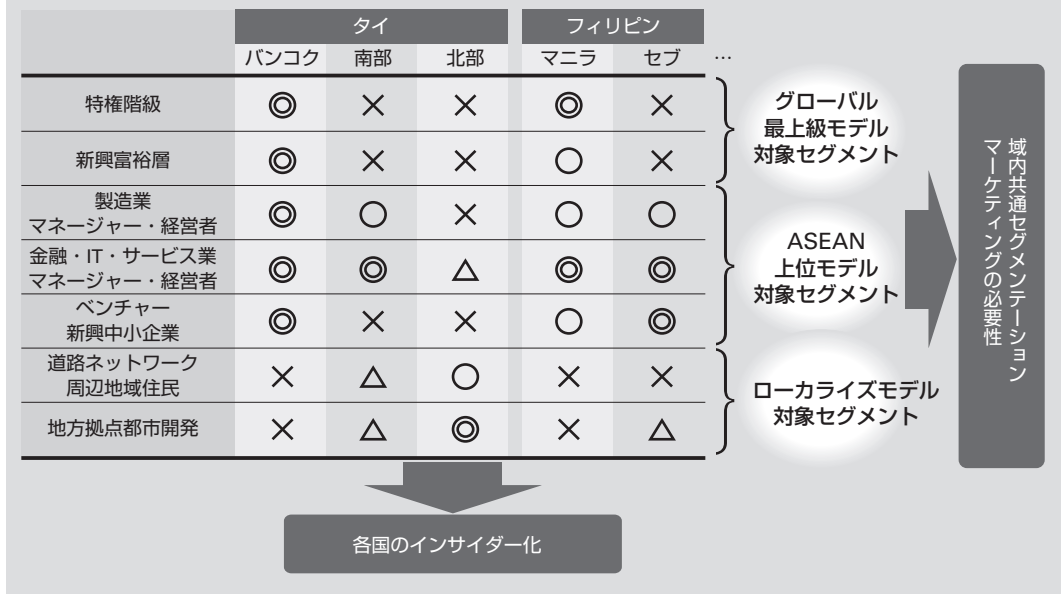 タイ フィリピン
バンコク 南部 北部 マニラ セブ …
特権階級 ◎ × × ◎ ×
新興富裕層 ◎ × × ○ ×
製造業
マネージャー・経営者 ◎ ○ × ○ ○
金融・IT・サービス業
マネージャー・経営者 ◎ ◎ △ ◎ ◎
ベンチャー
新興中小企業 ◎ × × ○ ◎
道路ネットワーク
周辺地域住民 × △ ○ × ×
地方拠点都市開発 × △ ◎ × △
グローバル
最上級モデル
対象セグメント
ASEAN
上位モデル
対象セグメント
ローカライズモデル
対象セグメント
域内共通セグメンテーション
マーケティングの必要性
各国のインサイダー化